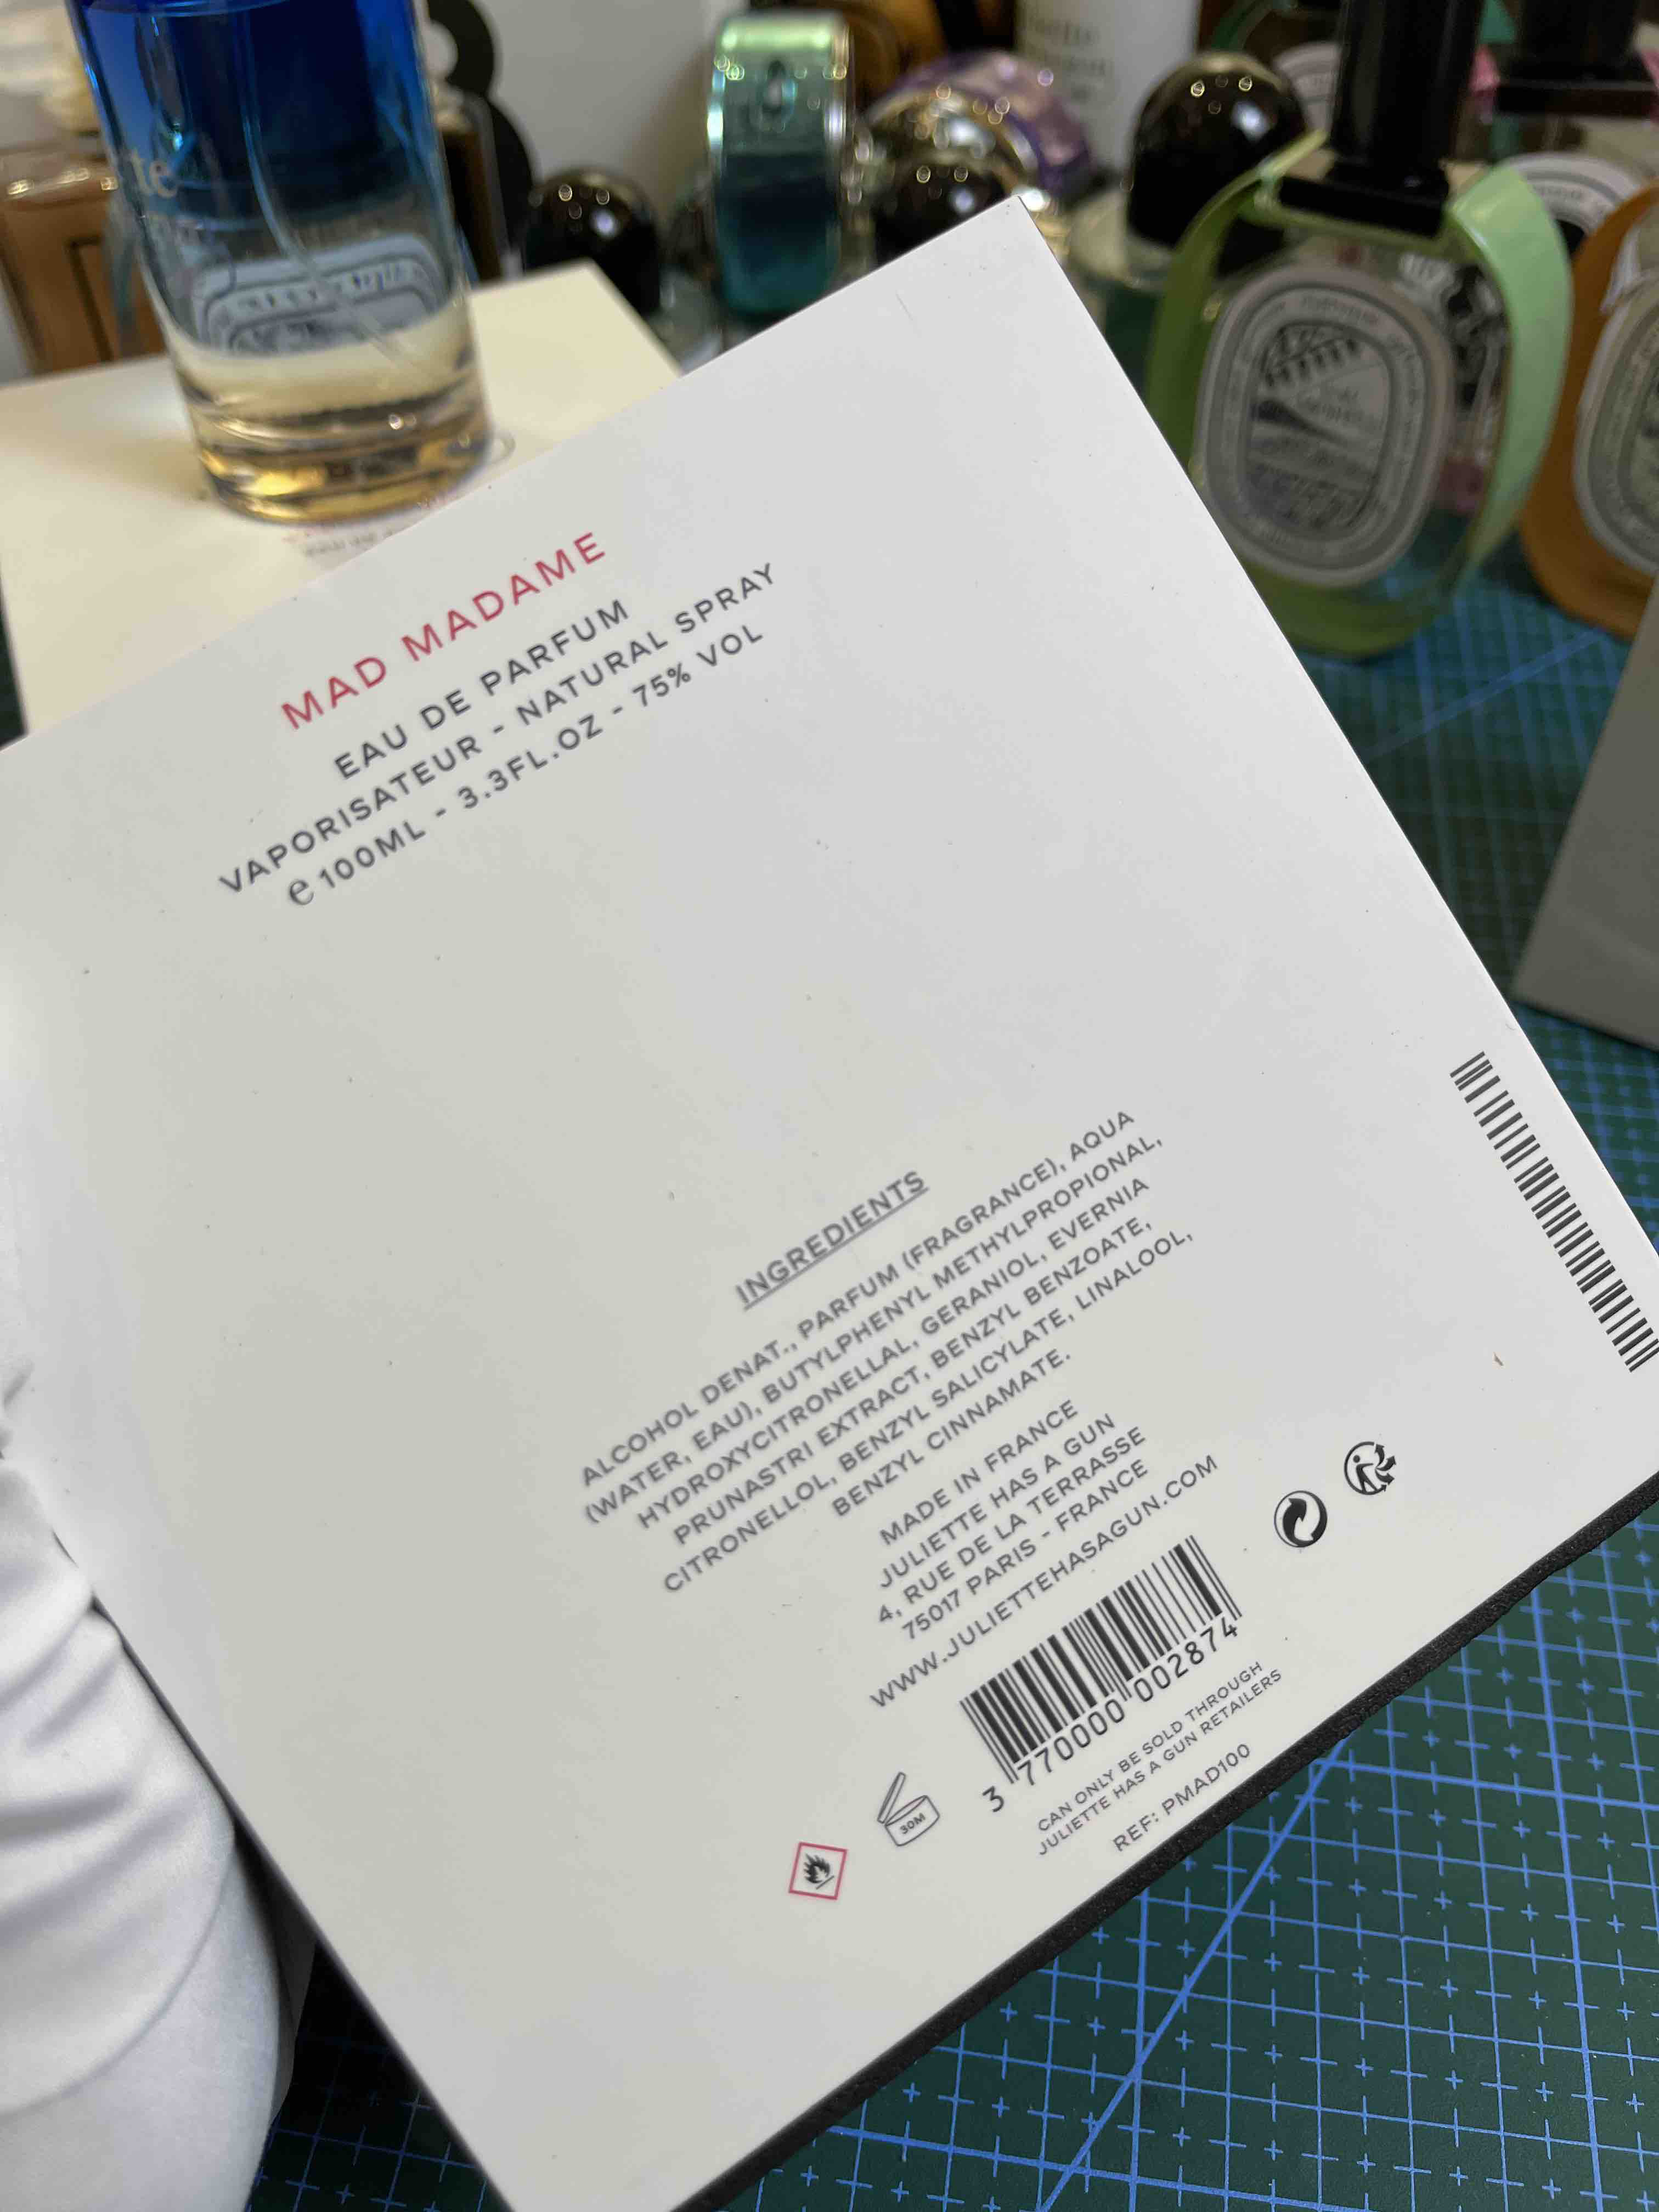 MAD MADAME
EAU DE PARFUM
VAPORISATEUR - NATURAL SPRAY
e 100ML - 3.3FL.OZ - 75% VOL
INGREDIENTS
ALCOHOL DENAT., PARFUM (FRAGRANCE), AQUA
(WATER, EAU), BUTYLPHENYL METHYLPROPIONAL,
HYDROXYCITRONELLAL, GERANIOL, EVERNIA
PRUNASTRI EXTRACT, BENZYL BENZOATE,
CITRONELLOL, BENZYL SALICYLATE, LINALOOL,
BENZYL CINNAMATE.
MADE IN FRANCE
JULIETTE HAS A GUN
4, RUE DE LA TERRASSE
75017 PARIS - FRANCE
WWW.JULIETTEHASAGUN.COM
3 770000 002874
CAN ONLY BE SOLD THROUGH
JULIETTE HAS A GUN RETAILERS
REF: PMAD100
30M